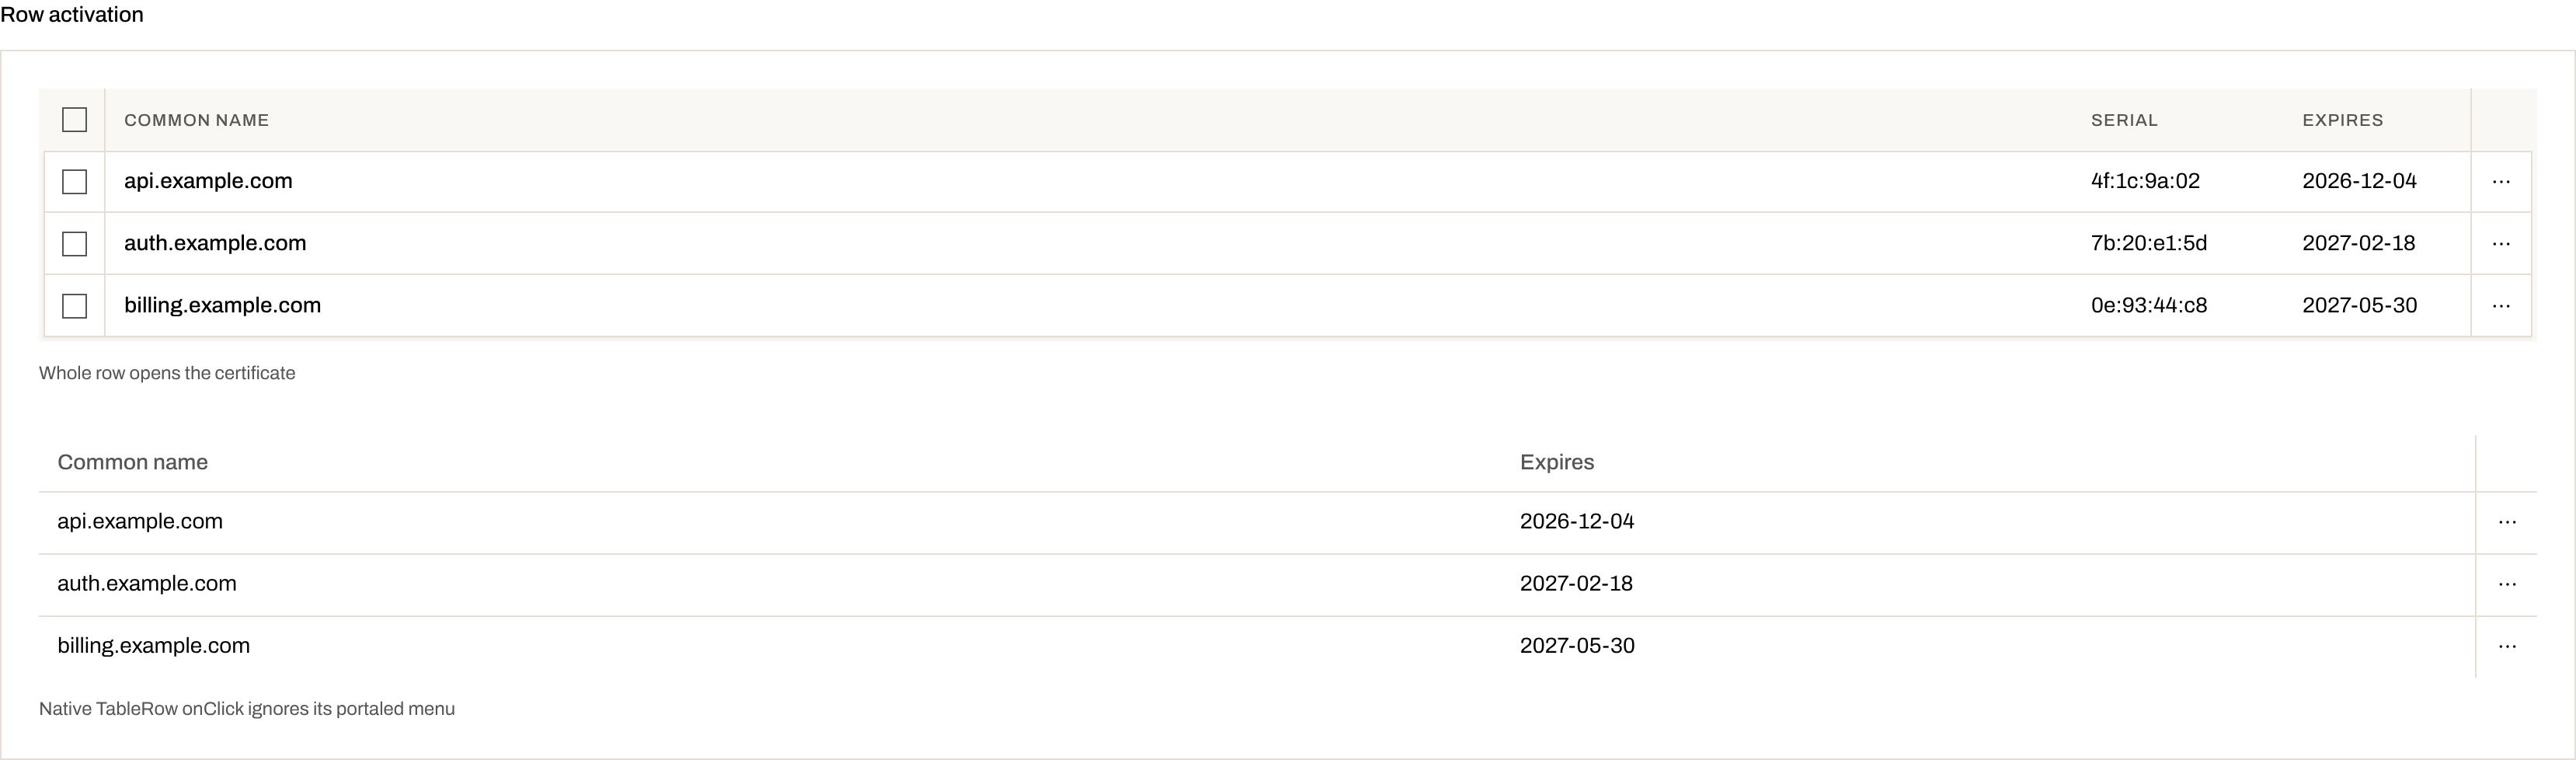 Row activation
COMMON NAME SERIAL EXPIRES
api.example.com 4f:1c:9a:02 2026-12-04 ...
auth.example.com 7b:20:e1:5d 2027-02-18 ...
billing.example.com 0e:93:44:c8 2027-05-30 ...
Whole row opens the certificate
Common name Expires
api.example.com 2026-12-04 ...
auth.example.com 2027-02-18 ...
billing.example.com 2027-05-30 ...
Native TableRow onClick ignores its portaled menu